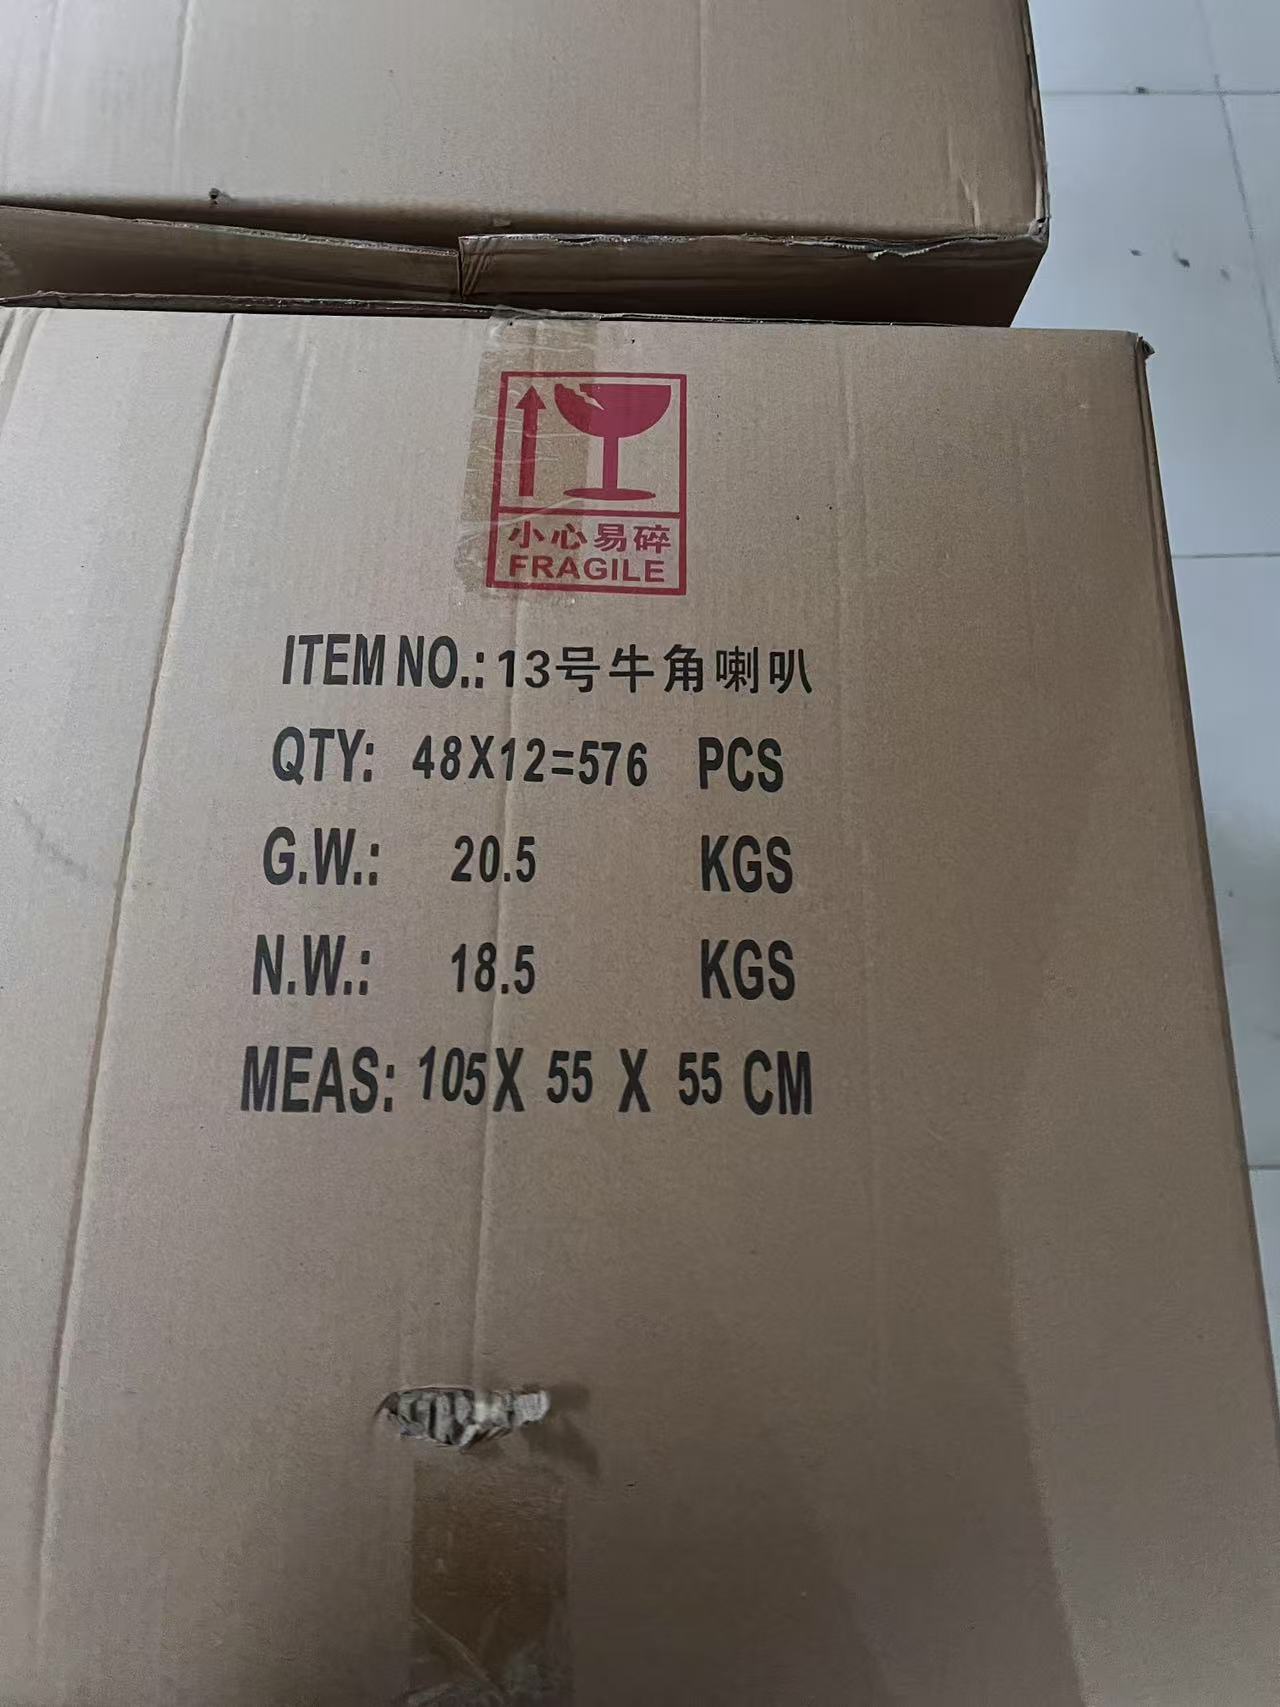 小心易碎
FRAGILE
ITEM NO.: 13号牛角喇叭
QTY: 48X12=576 PCS
G.W.: 20.5 KGS
N.W.: 18.5 KGS
MEAS: 105X 55 X 55 CM